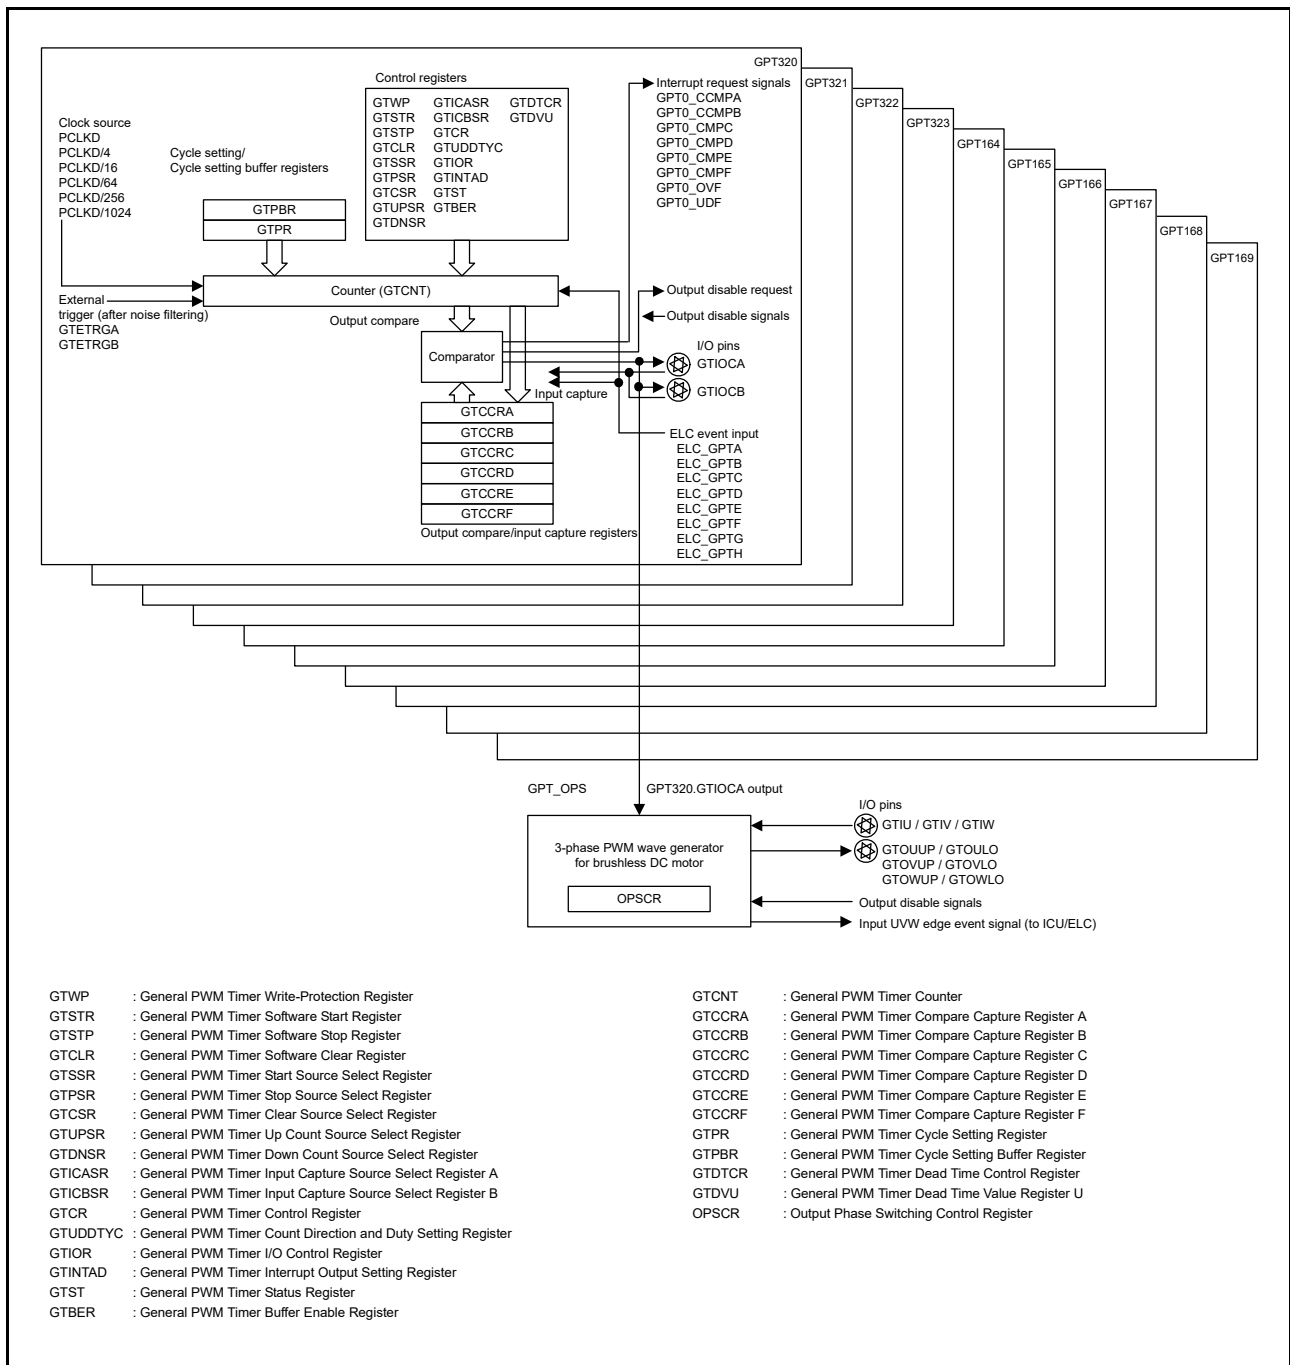 GPT320
GPT321
GPT322
GPT323
GPT164
GPT165
GPT166
GPT167
GPT168
GPT169
Clock source
PCLKD
PCLKD/4
PCLKD/16
PCLKD/64
PCLKD/256
PCLKD/1024
Cycle setting/
Cycle setting buffer registers
GTPBR
GTPR
Control registers
GTWP GTICASR GTDTCR
GTSTR GTICBSR GTDVU
GTSTP GTCR
GTCLR GTUDDTYC
GTSSR GTIOR
GTPSR GTINTAD
GTCSR GTST
GTUPSR GTBER
GTDNSR
Interrupt request signals
GPT0_CCMPA
GPT0_CCMPB
GPT0_CMPC
GPT0_CMPD
GPT0_CMPE
GPT0_CMPF
GPT0_OVF
GPT0_UDF
Counter (GTCNT)
External
trigger (after noise filtering)
GTETRGA
GTETRGB
Output compare
Comparator
Output disable request
Output disable signals
I/O pins
GTIOCA
GTIOCB
Input capture
GTCCRA
GTCCRB
GTCCRC
GTCCRD
GTCCRE
GTCCRF
Output compare/input capture registers
ELC event input
ELC_GPTA
ELC_GPTB
ELC_GPTC
ELC_GPTD
ELC_GPTE
ELC_GPTF
ELC_GPTG
ELC_GPTH
GPT_OPS
GPT320.GTIOCA output
3-phase PWM wave generator
for brushless DC motor
OPSCR
I/O pins
GTIU / GTIV / GTIW
GTOUUP / GTOULO
GTOVUP / GTOVLO
GTOWUP / GTOWLO
Output disable signals
Input UVW edge event signal (to ICU/ELC)
GTWP : General PWM Timer Write-Protection Register
GTSTR : General PWM Timer Software Start Register
GTSTP : General PWM Timer Software Stop Register
GTCLR : General PWM Timer Software Clear Register
GTSSR : General PWM Timer Start Source Select Register
GTPSR : General PWM Timer Stop Source Select Register
GTCSR : General PWM Timer Clear Source Select Register
GTUPSR : General PWM Timer Up Count Source Select Register
GTDNSR : General PWM Timer Down Count Source Select Register
GTICASR : General PWM Timer Input Capture Source Select Register A
GTICBSR : General PWM Timer Input Capture Source Select Register B
GTCR : General PWM Timer Control Register
GTUDDTYC : General PWM Timer Count Direction and Duty Setting Register
GTIOR : General PWM Timer I/O Control Register
GTINTAD : General PWM Timer Interrupt Output Setting Register
GTST : General PWM Timer Status Register
GTBER : General PWM Timer Buffer Enable Register
GTCNT : General PWM Timer Counter
GTCCRA : General PWM Timer Compare Capture Register A
GTCCRB : General PWM Timer Compare Capture Register B
GTCCRC : General PWM Timer Compare Capture Register C
GTCCRD : General PWM Timer Compare Capture Register D
GTCCRE : General PWM Timer Compare Capture Register E
GTCCRF : General PWM Timer Compare Capture Register F
GTPR : General PWM Timer Cycle Setting Register
GTPBR : General PWM Timer Cycle Setting Buffer Register
GTDTCR : General PWM Timer Dead Time Control Register
GTDVU : General PWM Timer Dead Time Value Register U
OPSCR : Output Phase Switching Control Register